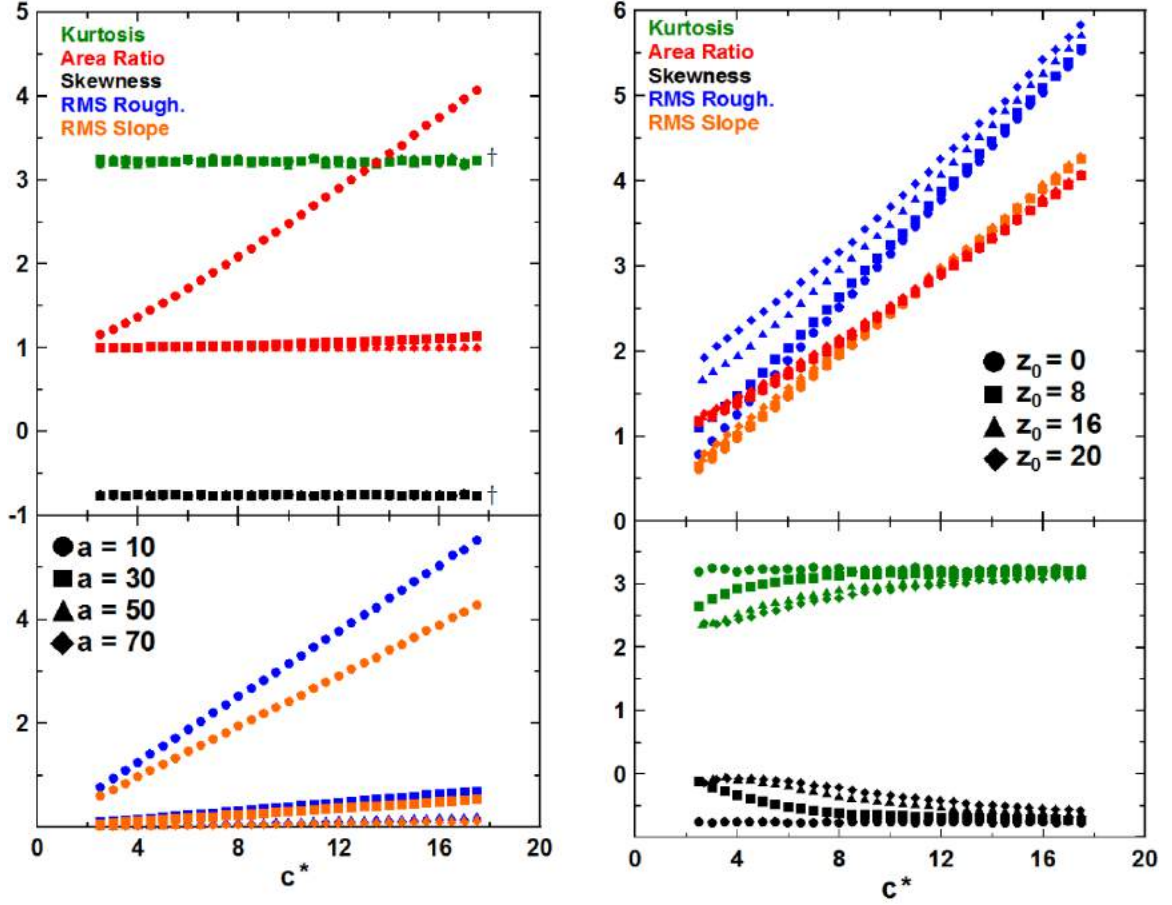 5
Kurtosis
Area Ratio
Skewness
RMS Rough.
RMS Slope
4
†
3
2
1
0
†
-1
a = 10
a = 30
a = 50
a = 70
4
2
0 4 8 12 16 20
c*
6
Kurtosis
Area Ratio
Skewness
RMS Rough.
RMS Slope
5
4
3
2
z₀ = 0
z₀ = 8
z₀ = 16
z₀ = 20
1
0
3
2
1
0
0 4 8 12 16 20
c*